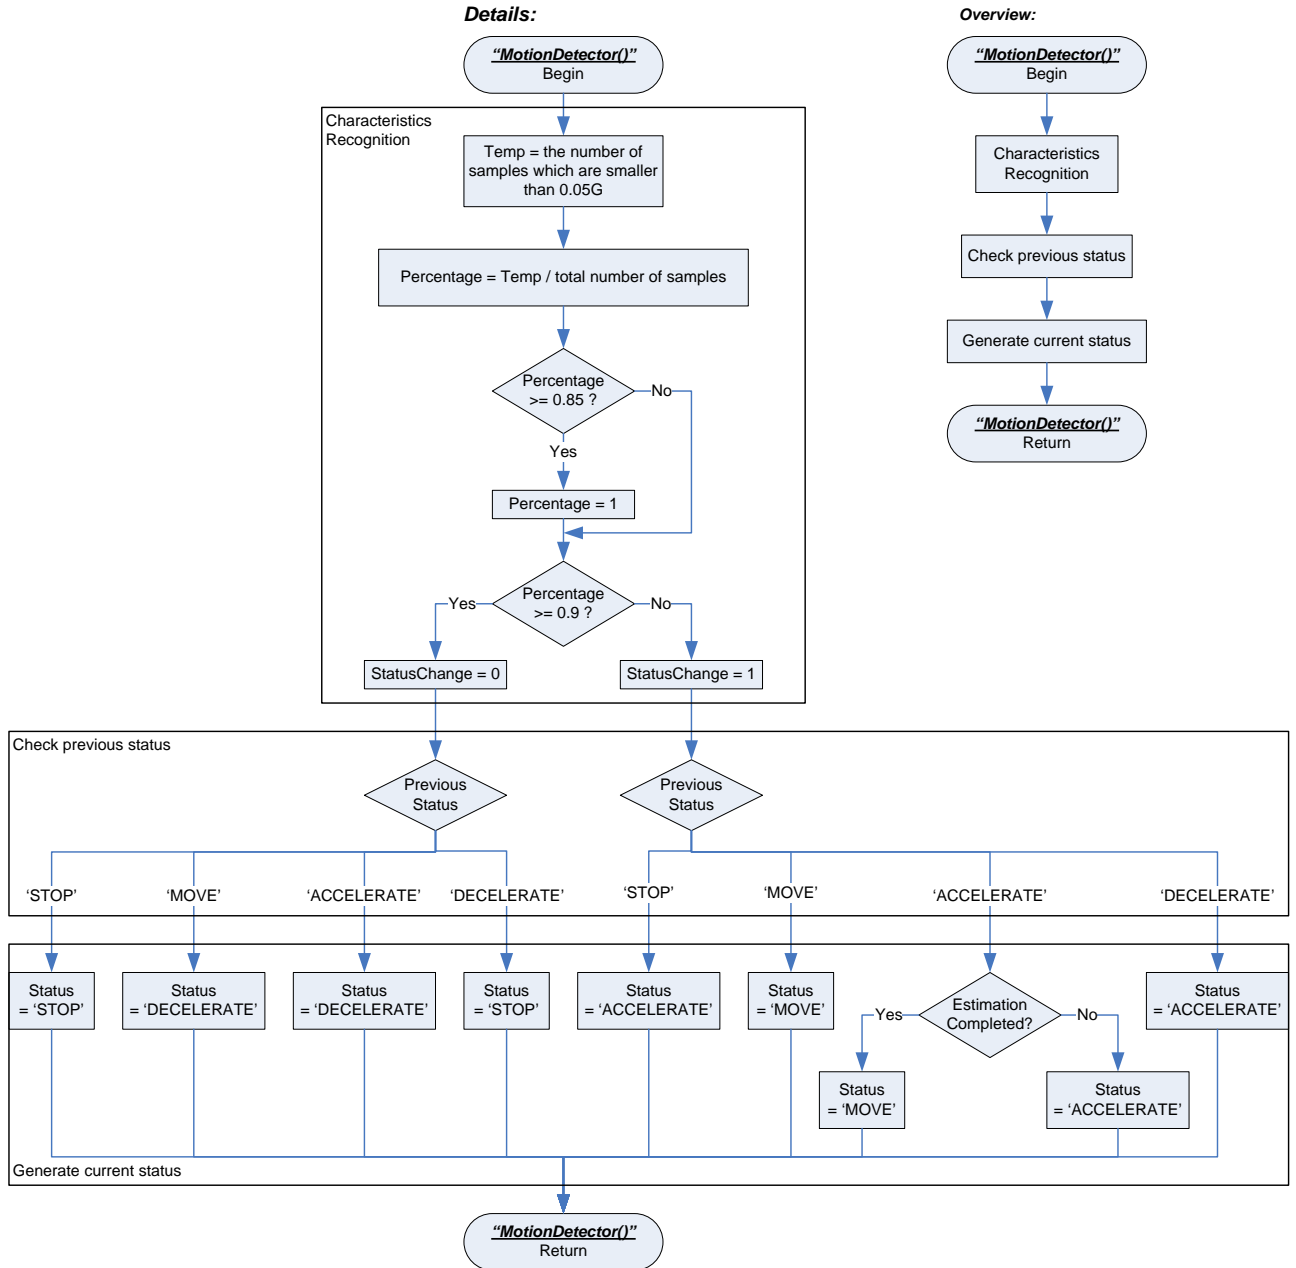 Details:
“MotionDetector()”
Begin
Characteristics
Recognition
Temp = the number of
samples which are smaller
than 0.05G
Percentage = Temp / total number of samples
Percentage
>= 0.85 ?
No
Yes
Percentage = 1
Percentage
>= 0.9 ?
Yes
No
StatusChange = 0
StatusChange = 1
Check previous status
Previous
Status
Previous
Status
‘STOP’
‘MOVE’
‘ACCELERATE’
‘DECELERATE’
‘STOP’
‘MOVE’
‘ACCELERATE’
‘DECELERATE’
Status
= ‘STOP’
Status
= ‘DECELERATE’
Status
= ‘DECELERATE’
Status
= ‘STOP’
Status
= ‘ACCELERATE’
Status
= ‘MOVE’
Estimation
Completed?
Yes
No
Status
= ‘ACCELERATE’
Status
= ‘MOVE’
Status
= ‘ACCELERATE’
Generate current status
“MotionDetector()”
Return
Overview:
“MotionDetector()”
Begin
Characteristics
Recognition
Check previous status
Generate current status
“MotionDetector()”
Return